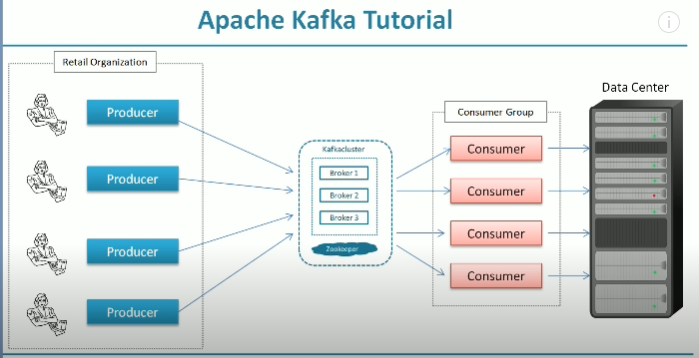 Apache Kafka Tutorial
i
Retail Organization
Producer
Producer
Producer
Producer
Kafkacluster
Broker 1
Broker 2
Broker 3
Zookeeper
Consumer Group
Consumer
Consumer
Consumer
Consumer
Data Center